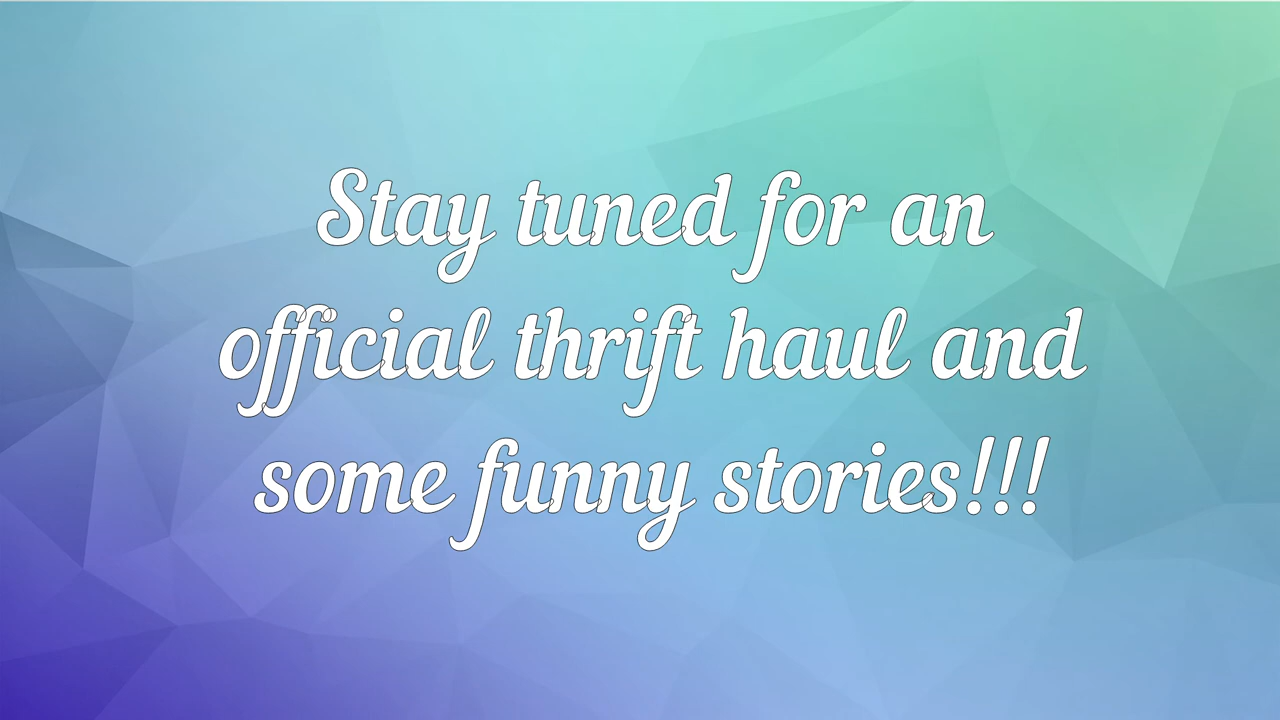 Stay tuned for an
official thrift haul and
some funny stories!!!